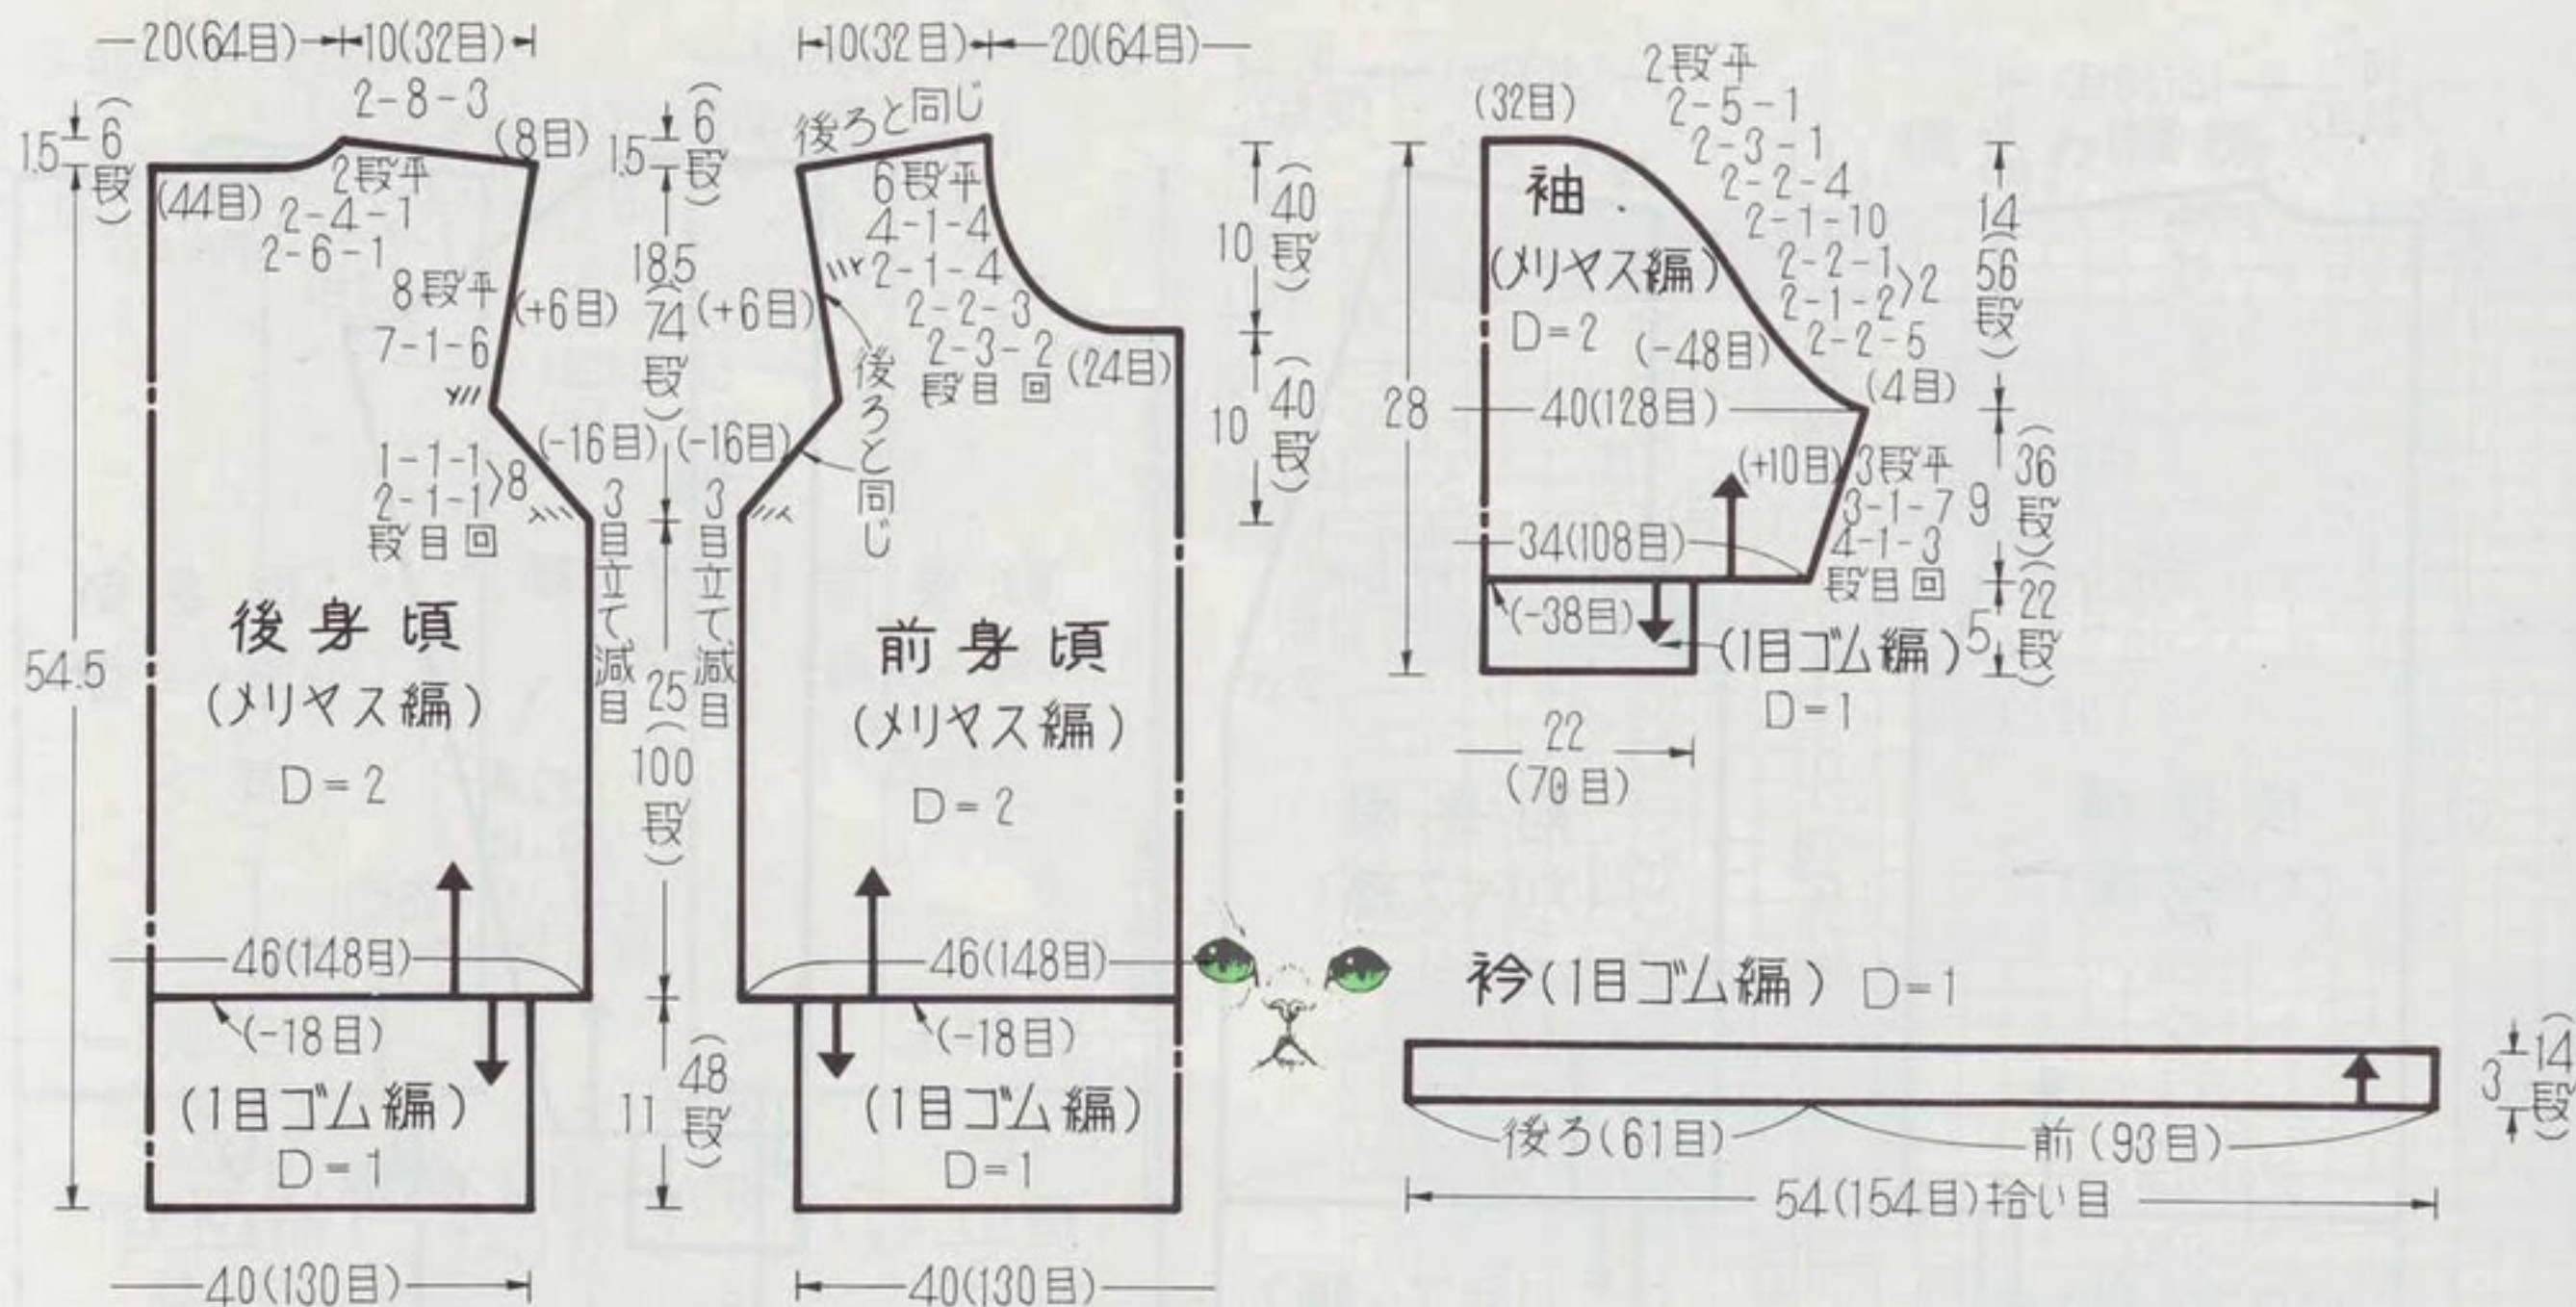 20(64目)
10(32目)
2-8-3
(8目)
1.5
(6段)
(44目)
2段平
2-4-1
2-6-1
8段平
7-1-6
(+6目)
(-16目)
1-1-1
2-1-1>8
段目回
3目立て減目
後身頃
(メリヤス編)
D=2
54.5
46(148目)
(-18目)
(1目ゴム編)
D=1
40(130目)
1.5
(6段)
18.5
(74段)
25
(100段)
11
(48段)
10(32目)
20(64目)
後ろと同じ
6段平
4-1-4
2-1-4
2-2-3
2-3-2
段目回
(24目)
(+6目)
後ろと同じ
(-16目)
3目立て減目
10
(40段)
10
(40段)
前身頃
(メリヤス編)
D=2
46(148目)
(-18目)
(1目ゴム編)
D=1
40(130目)
(32目)
2段平
2-5-1
2-3-1
2-2-4
2-1-10
2-2-1
2-1-2>2
2-2-5
袖
(メリヤス編)
D=2
(-48目)
(4目)
28
40(128目)
(+10目)
3段平
3-1-7
4-1-3
段目回
34(108目)
(-38目)
(1目ゴム編)
D=1
22
(70目)
14
(56段)
9
(36段)
5
(22段)
衿(1目ゴム編) D=1
3
(14段)
後ろ(61目)
前(93目)
54(154目)拾い目